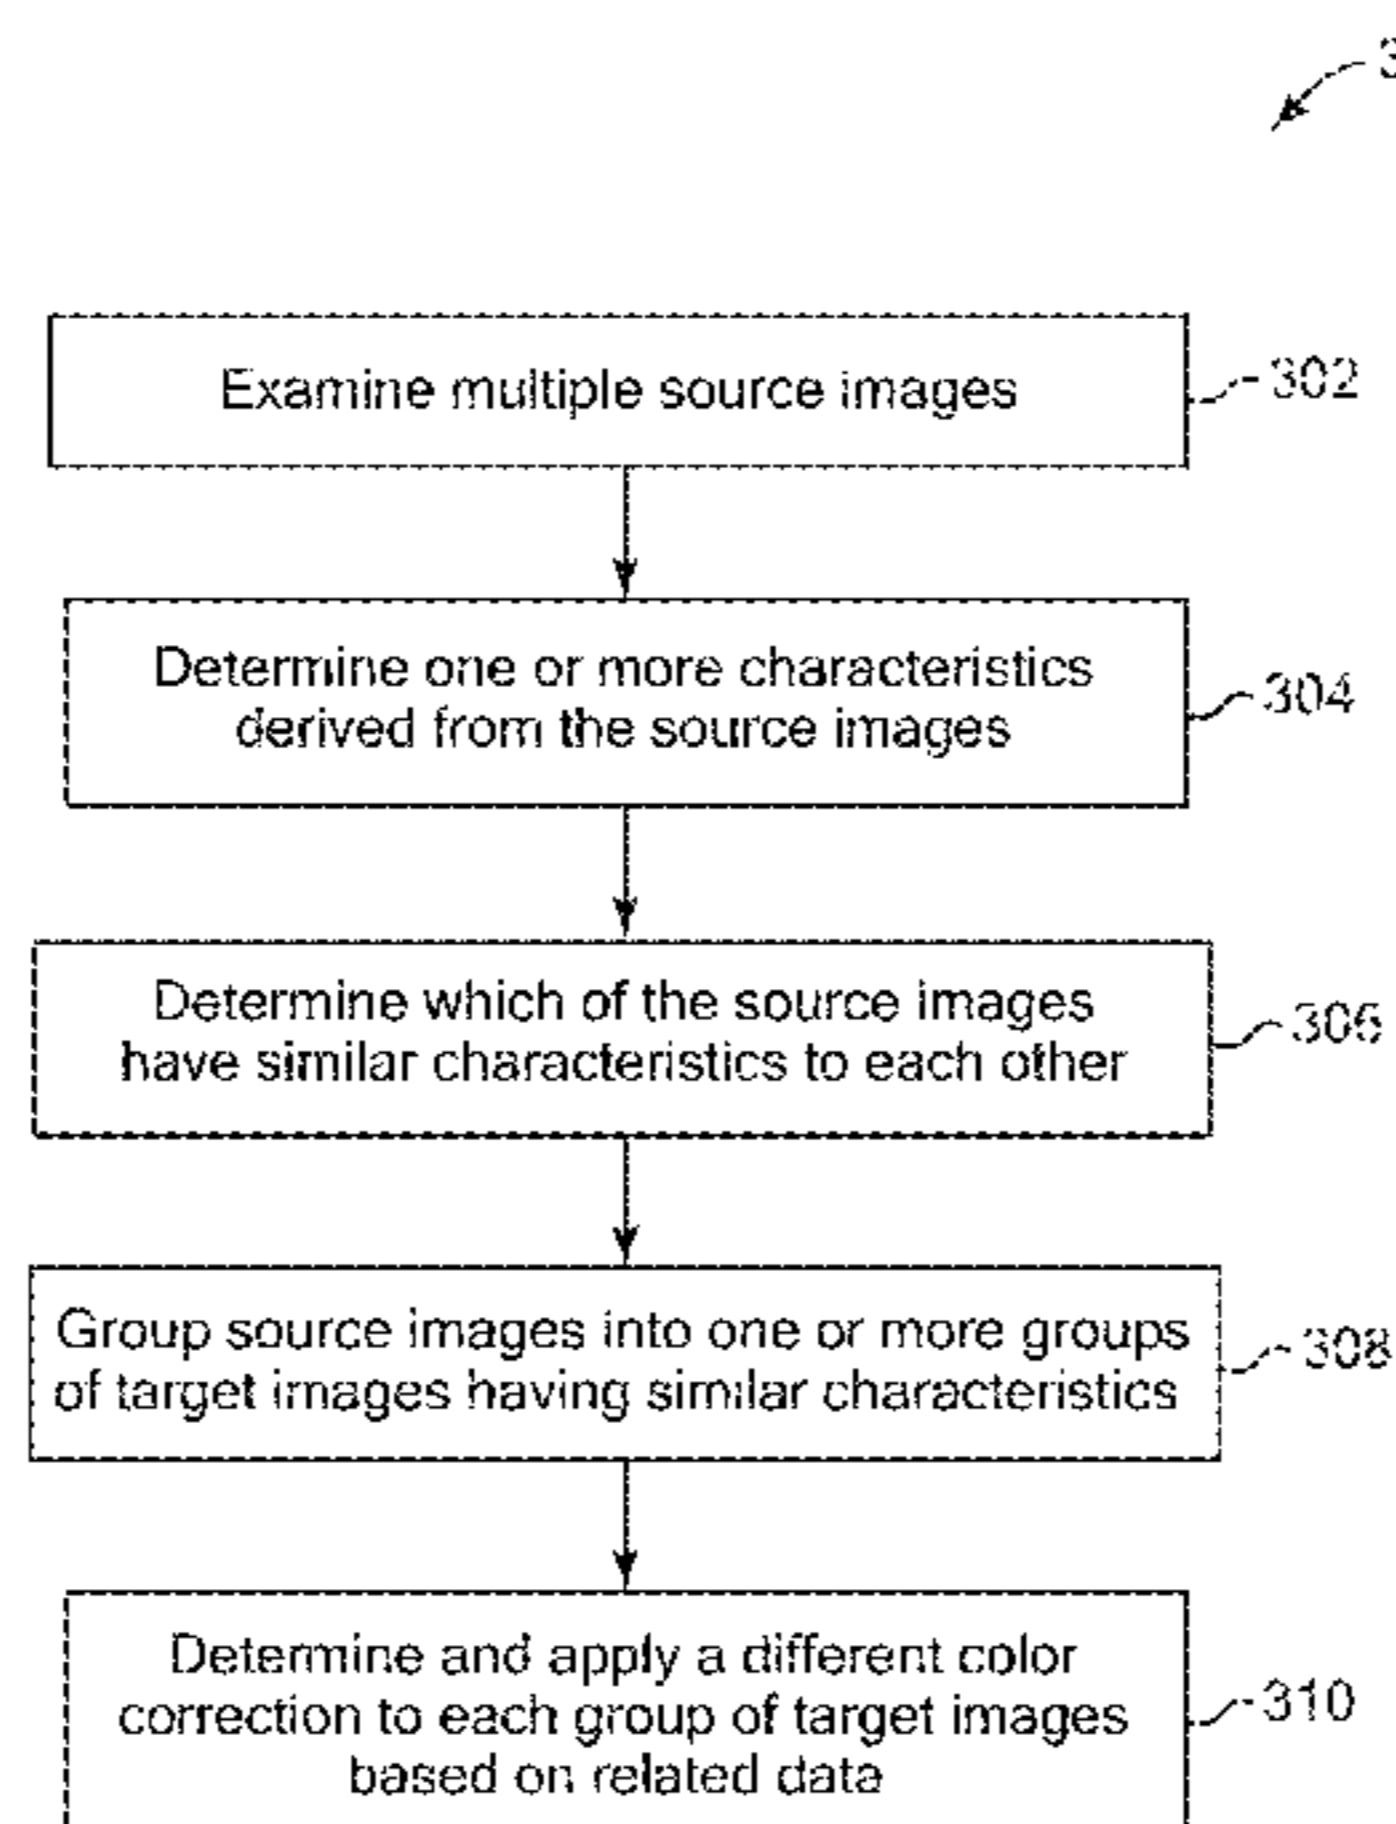 Examine multiple source images
302
Determine one or more characteristics
derived from the source images
304
Determine which of the source images
have similar characteristics to each other
306
Group source images into one or more groups
of target images having similar characteristics
308
Determine and apply a different color
correction to each group of target images
based on related data
310